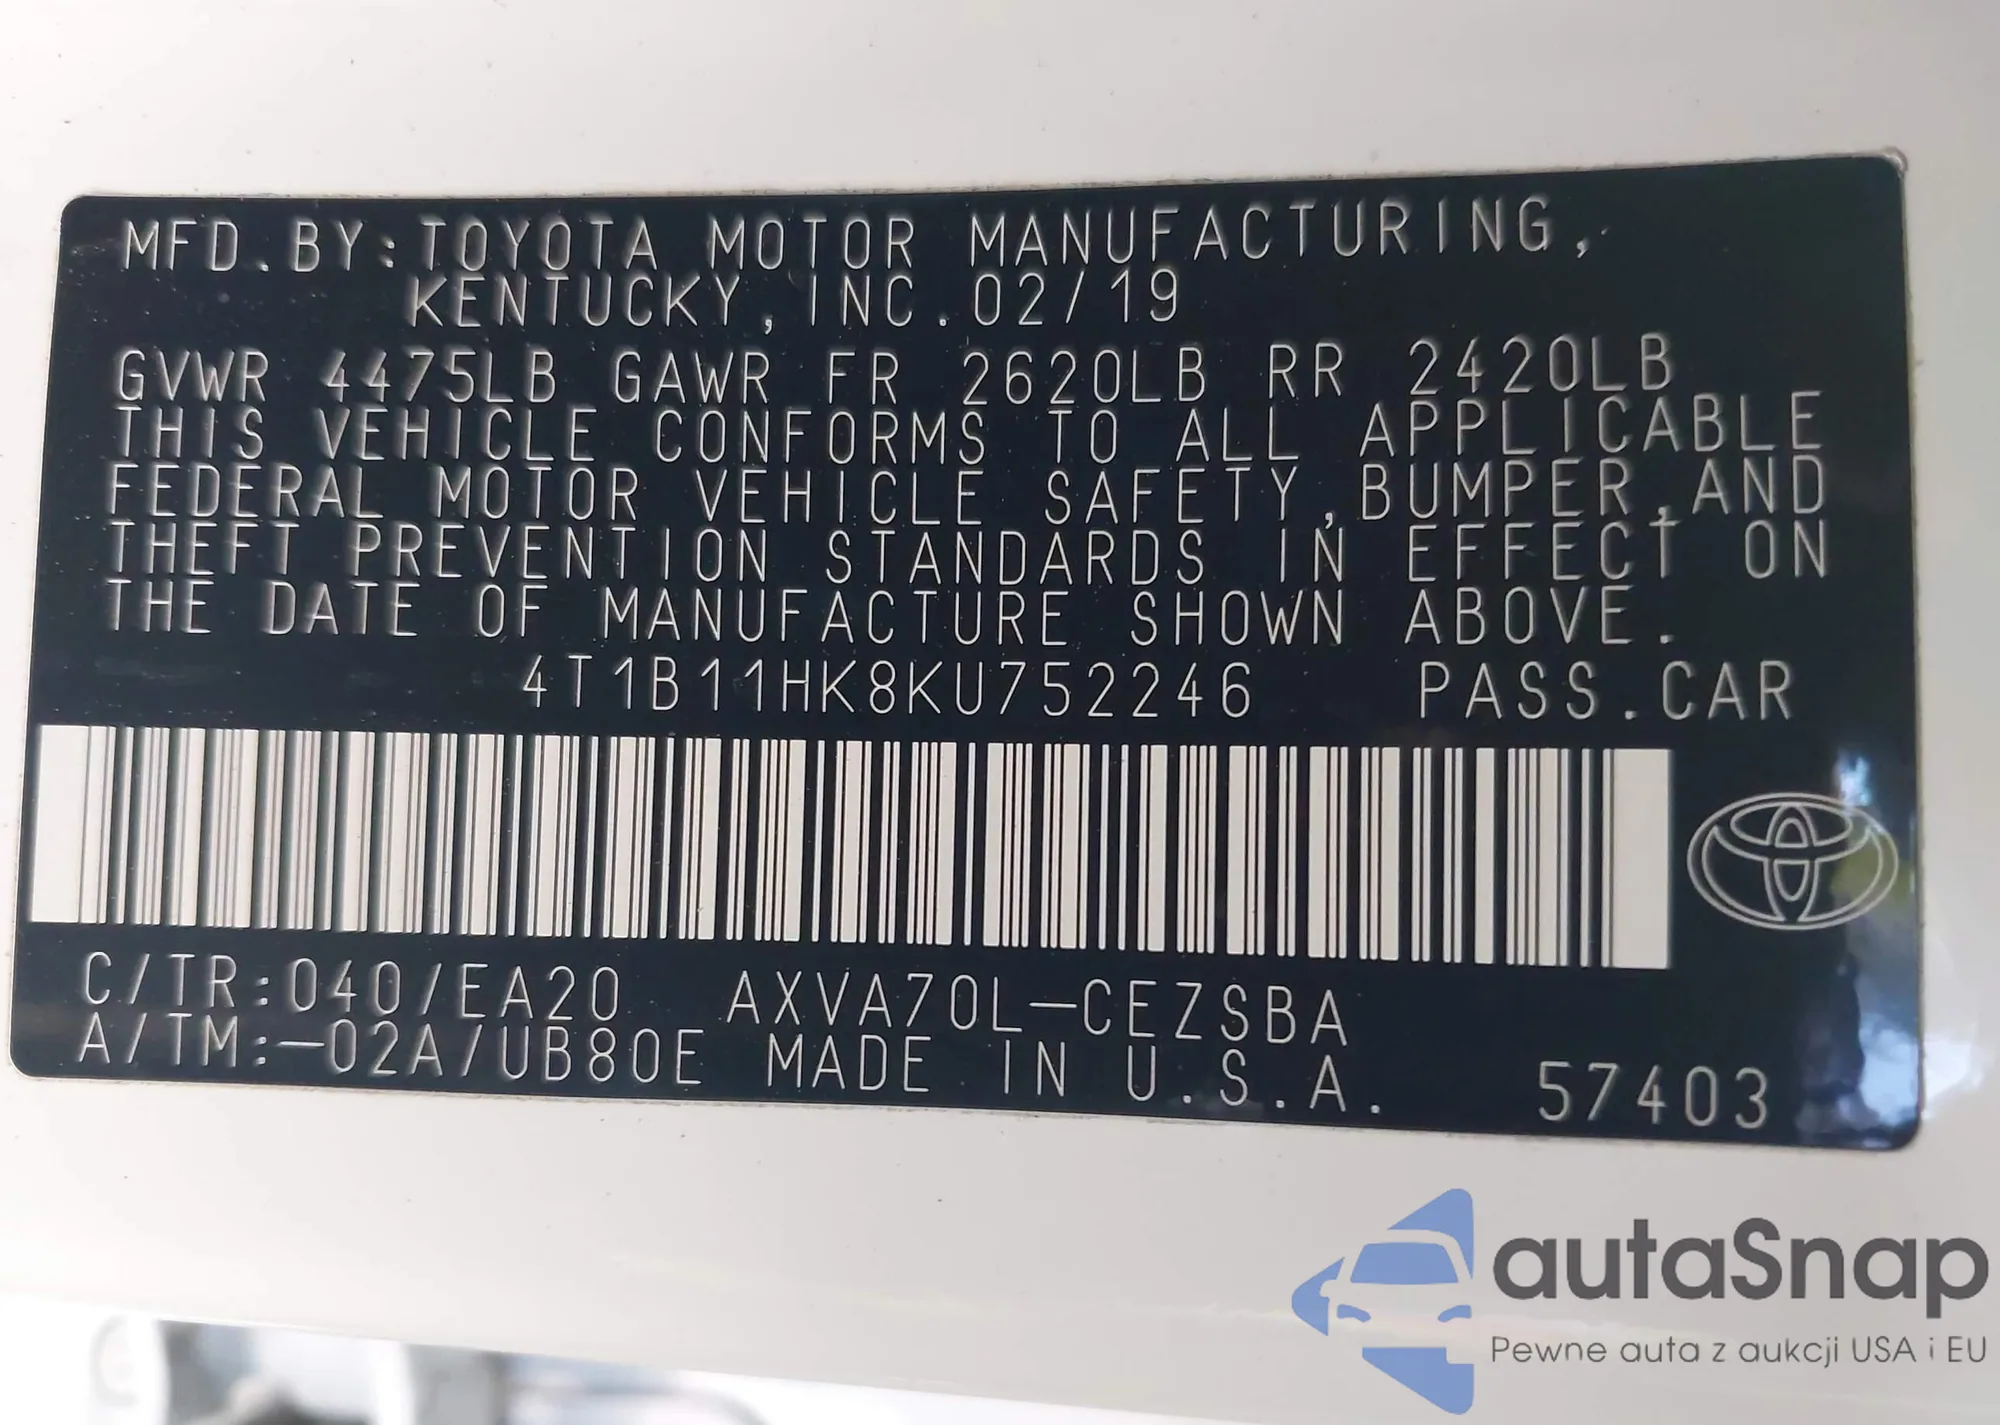 MFD.BY:TOYOTA MOTOR MANUFACTURING,
KENTUCKY, INC.02/19
GVWR 4475LB GAWR FR 2620LB RR 2420LB
THIS VEHICLE CONFORMS TO ALL APPLICABLE
FEDERAL MOTOR VEHICLE SAFETY,BUMPER,AND
THEFT PREVENTION STANDARDS IN EFFECT ON
THE DATE OF MANUFACTURE SHOWN ABOVE.
4T1B11HK8KU752246 PASS.CAR
C/TR:040/EA20 AXVA70L-CEZSBA
A/TM:-02A/UB80E MADE IN U.S.A. 57403
autaSnap
Pewne auta z aukcji USA i EU